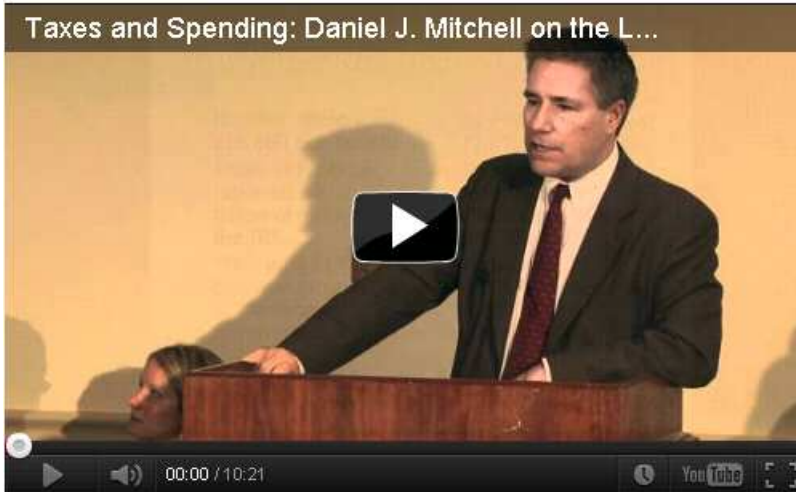 Taxes and Spending: Daniel J. Mitchell on the L...
00:00 / 10:21
YouTube